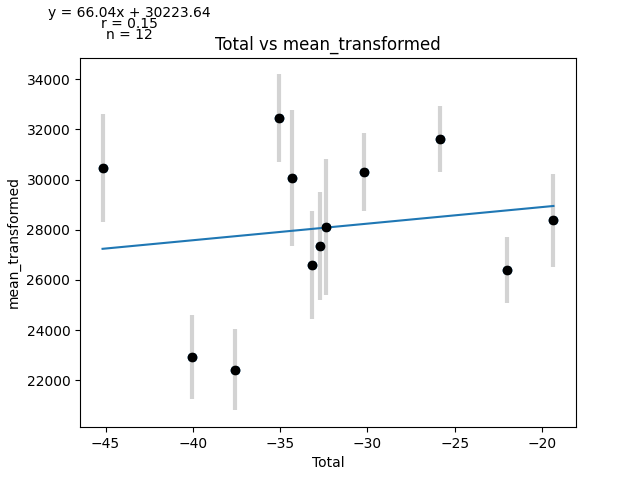 y = 66.04x + 30223.64
r = 0.15
n = 12
Total vs mean_transformed
34000
32000
30000
28000
26000
24000
22000
mean_transformed
−45
−40
−35
−30
−25
−20
Total